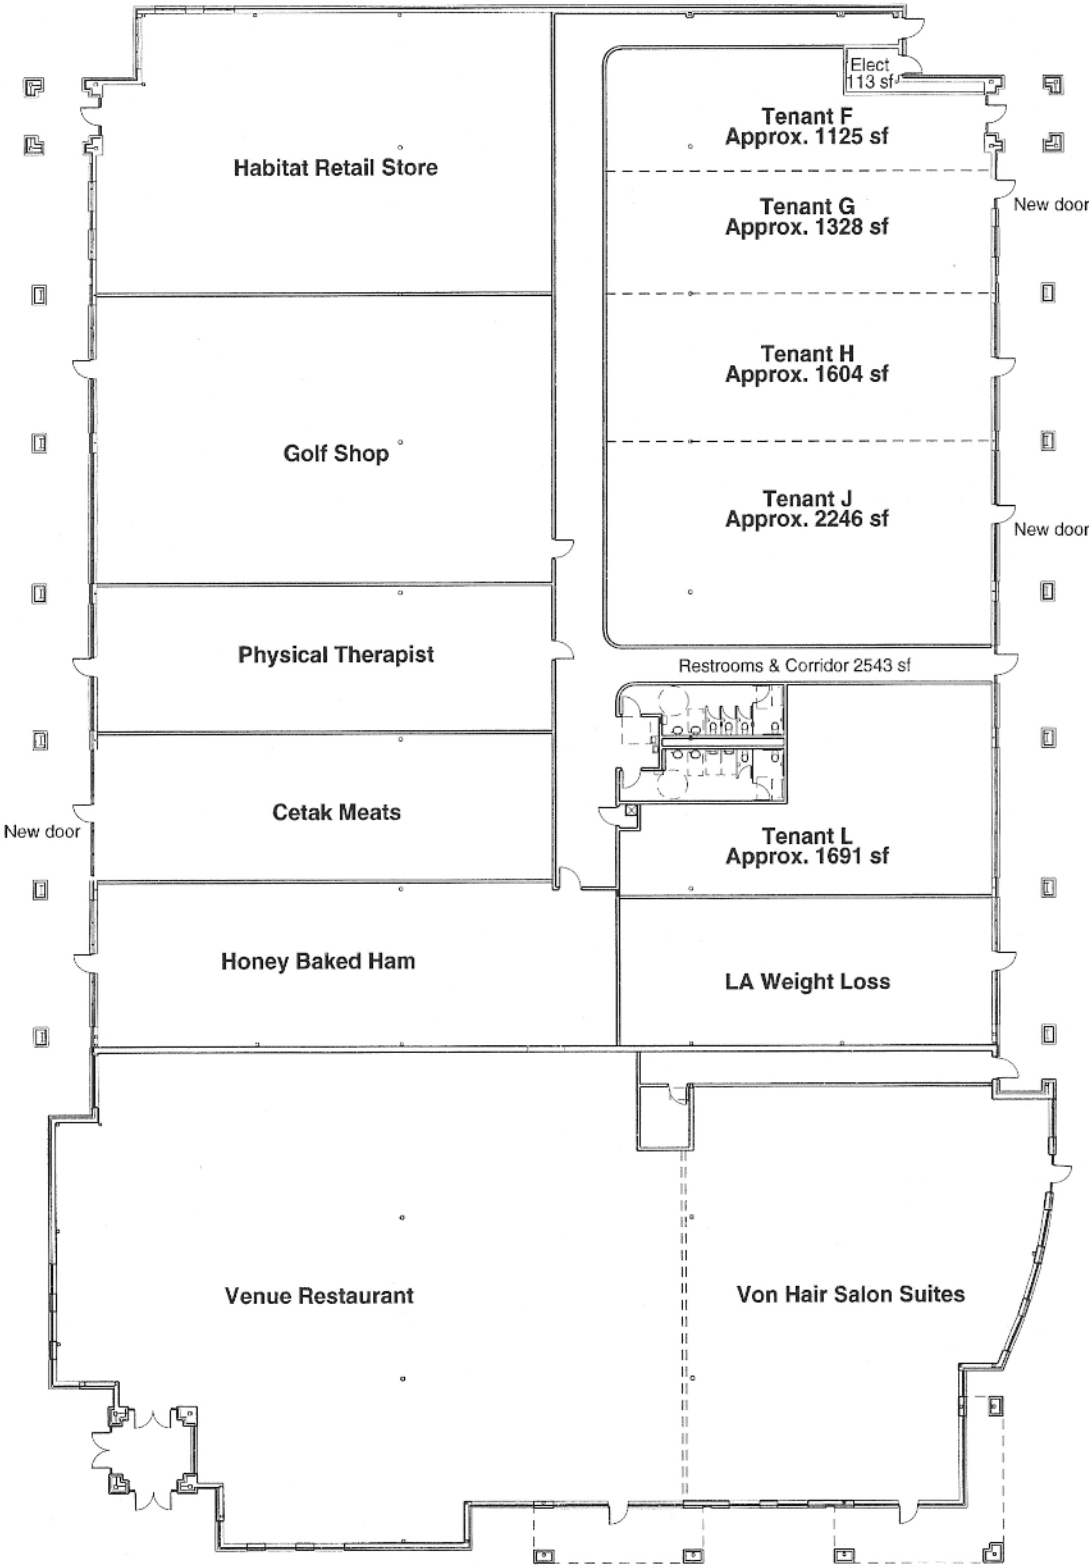 Elect
113 sf
Tenant F
Approx. 1125 sf
Habitat Retail Store
New door
Tenant G
Approx. 1328 sf
Tenant H
Approx. 1604 sf
Golf Shop
Tenant J
Approx. 2246 sf
New door
Physical Therapist
Restrooms & Corridor 2543 sf
Cetak Meats
New door
Tenant L
Approx. 1691 sf
Honey Baked Ham
LA Weight Loss
Venue Restaurant
Von Hair Salon Suites